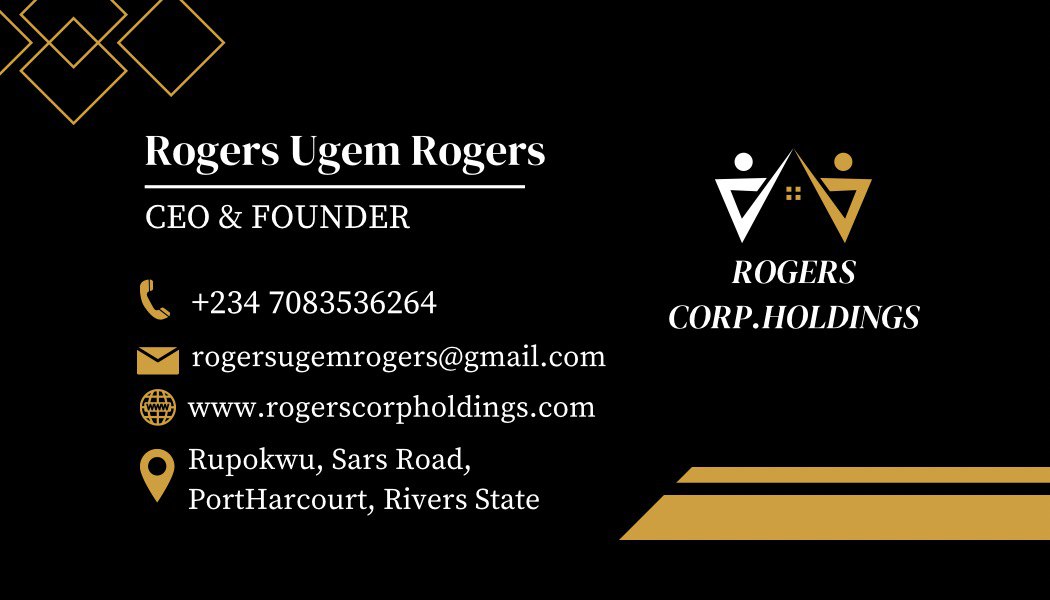 Rogers Ugem Rogers
CEO & FOUNDER
+234 7083536264
rogersugemrogers@gmail.com
www.rogerscorpholdings.com
Rupokwu, Sars Road,
PortHarcourt, Rivers State
ROGERS
CORP.HOLDINGS